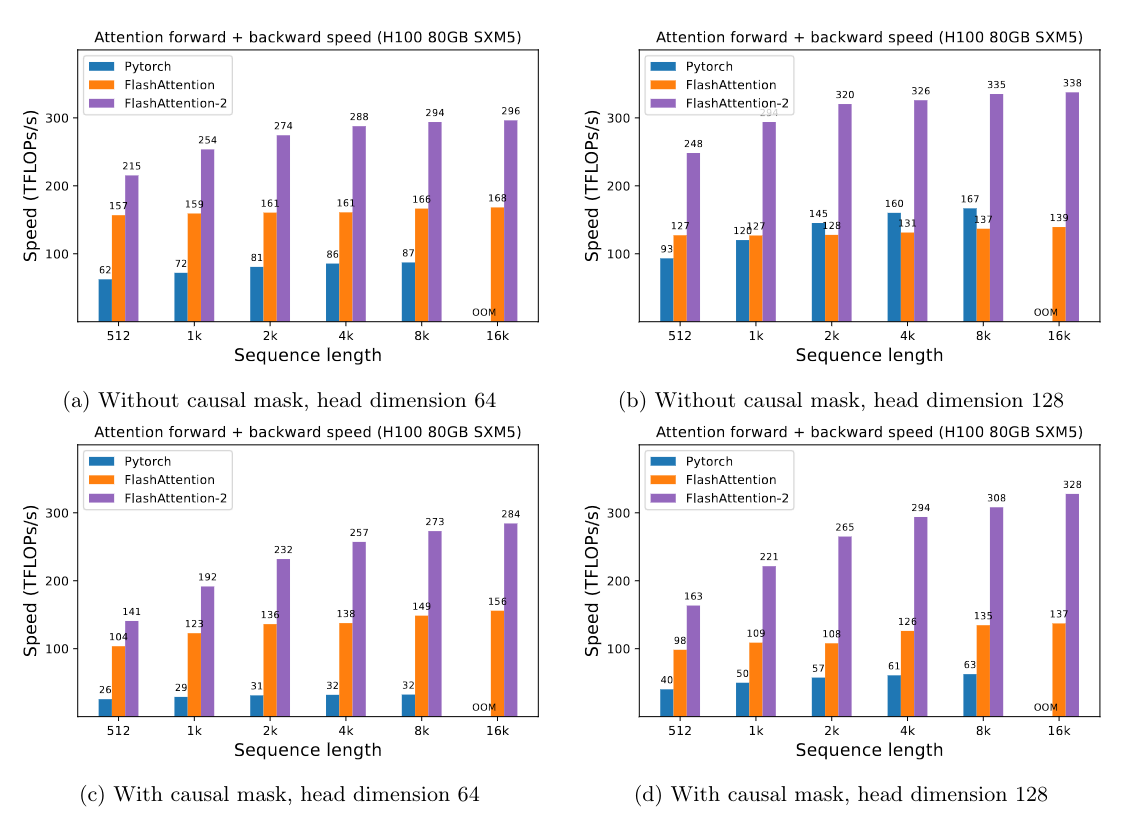 Attention forward + backward speed (H100 80GB SXM5)
Pytorch
FlashAttention
FlashAttention-2
Speed (TFLOPs/s)
300
200
100
62 157 215
72 159 254
81 161 274
86 161 288
87 166 294
OOM 168 296
512 1k 2k 4k 8k 16k
Sequence length
(a) Without causal mask, head dimension 64
Attention forward + backward speed (H100 80GB SXM5)
Pytorch
FlashAttention
FlashAttention-2
Speed (TFLOPs/s)
300
200
100
93 127 248
120 127
145 128 320
160 131 326
167 137 335
OOM 139 338
512 1k 2k 4k 8k 16k
Sequence length
(b) Without causal mask, head dimension 128
Attention forward + backward speed (H100 80GB SXM5)
Pytorch
FlashAttention
FlashAttention-2
Speed (TFLOPs/s)
300
200
100
26 104 141
29 123 192
31 136 232
32 138 257
32 149 273
OOM 156 284
512 1k 2k 4k 8k 16k
Sequence length
(c) With causal mask, head dimension 64
Attention forward + backward speed (H100 80GB SXM5)
Pytorch
FlashAttention
FlashAttention-2
Speed (TFLOPs/s)
300
200
100
40 98 163
50 109 221
57 108 265
61 126 294
63 135 308
OOM 137 328
512 1k 2k 4k 8k 16k
Sequence length
(d) With causal mask, head dimension 128